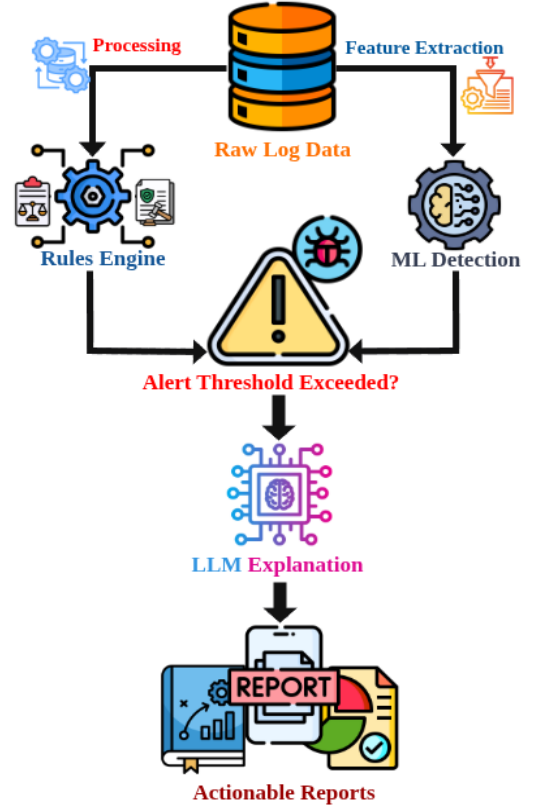 Processing
Feature Extraction
Raw Log Data
Rules Engine
ML Detection
Alert Threshold Exceeded?
LLM Explanation
REPORT
Actionable Reports